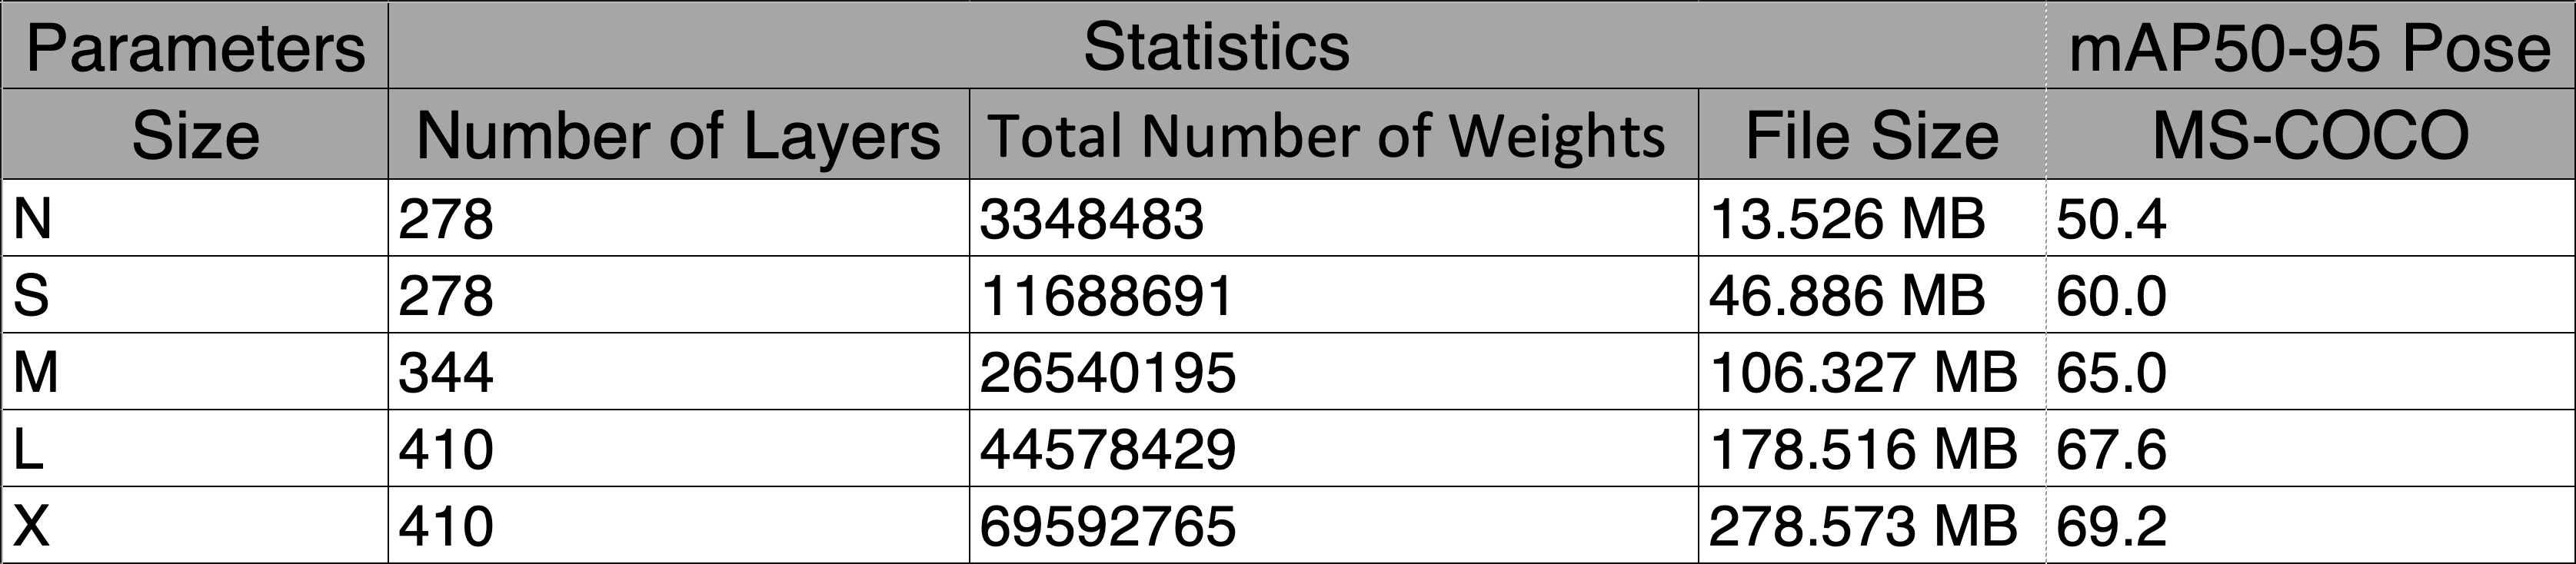 Parameters Statistics mAP50-95 Pose
Size Number of Layers Total Number of Weights File Size MS-COCO
N 278 3348483 13.526 MB 50.4
S 278 11688691 46.886 MB 60.0
M 344 26540195 106.327 MB 65.0
L 410 44578429 178.516 MB 67.6
X 410 69592765 278.573 MB 69.2